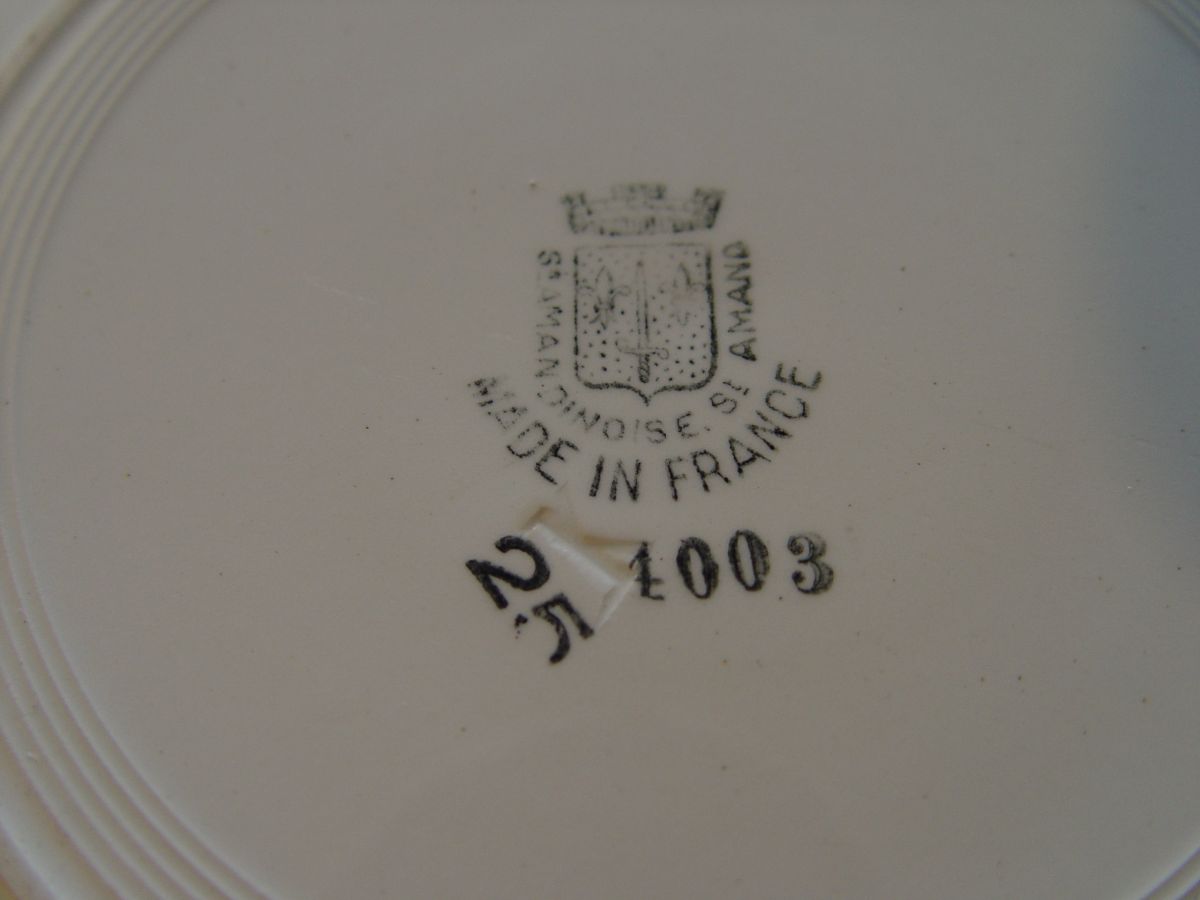 Sᵗ AMANDINOISE. Sᵗ AMAND
MADE IN FRANCE
25
1003